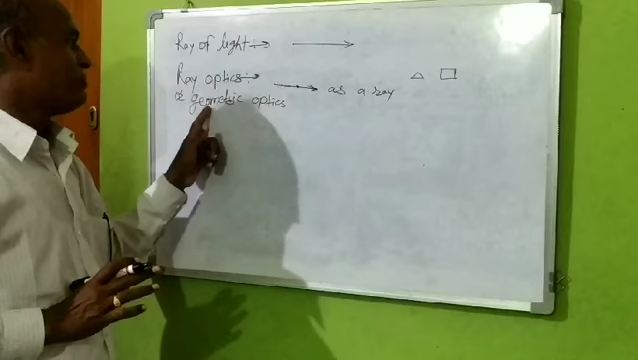 Ray of light:→ →
Ray optics:→ → as a ray △ □
or geometric optics